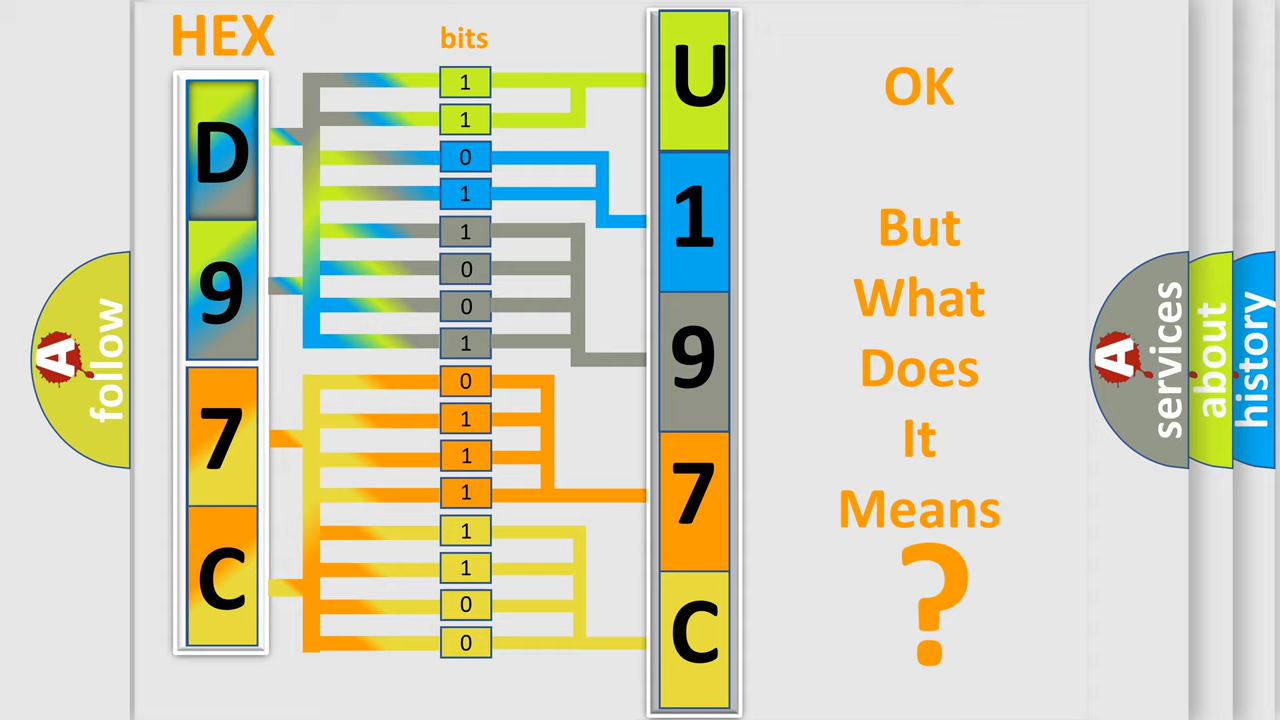 HEX
bits
D
9
7
C
1
1
0
1
1
0
0
1
0
1
1
1
1
1
0
0
U
1
9
7
C
OK
But
What
Does
It
Means
?
A
follow
A
services
about
history